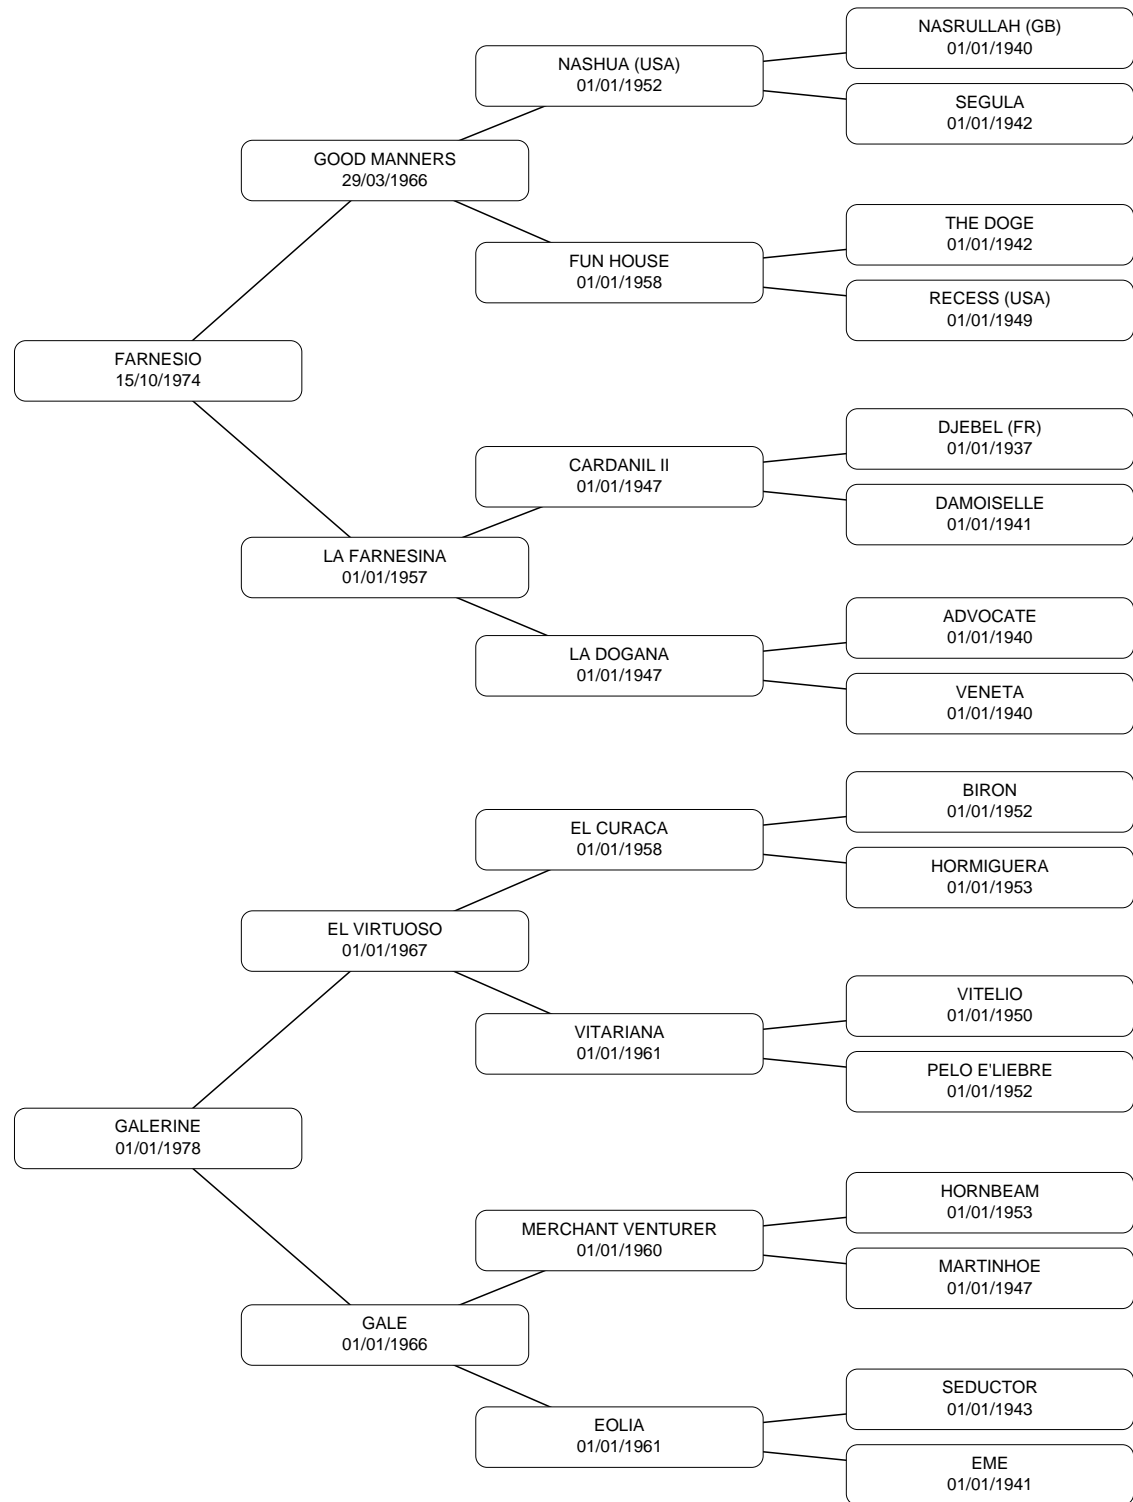 NASRULLAH (GB)
01/01/1940
NASHUA (USA)
01/01/1952
SEGULA
01/01/1942
GOOD MANNERS
29/03/1966
THE DOGE
01/01/1942
FUN HOUSE
01/01/1958
RECESS (USA)
01/01/1949
FARNESIO
15/10/1974
DJEBEL (FR)
01/01/1937
CARDANIL II
01/01/1947
DAMOISELLE
01/01/1941
LA FARNESINA
01/01/1957
ADVOCATE
01/01/1940
LA DOGANA
01/01/1947
VENETA
01/01/1940
BIRON
01/01/1952
EL CURACA
01/01/1958
HORMIGUERA
01/01/1953
EL VIRTUOSO
01/01/1967
VITELIO
01/01/1950
VITARIANA
01/01/1961
PELO E'LIEBRE
01/01/1952
GALERINE
01/01/1978
HORNBEAM
01/01/1953
MERCHANT VENTURER
01/01/1960
MARTINHOE
01/01/1947
GALE
01/01/1966
SEDUCTOR
01/01/1943
EOLIA
01/01/1961
EME
01/01/1941